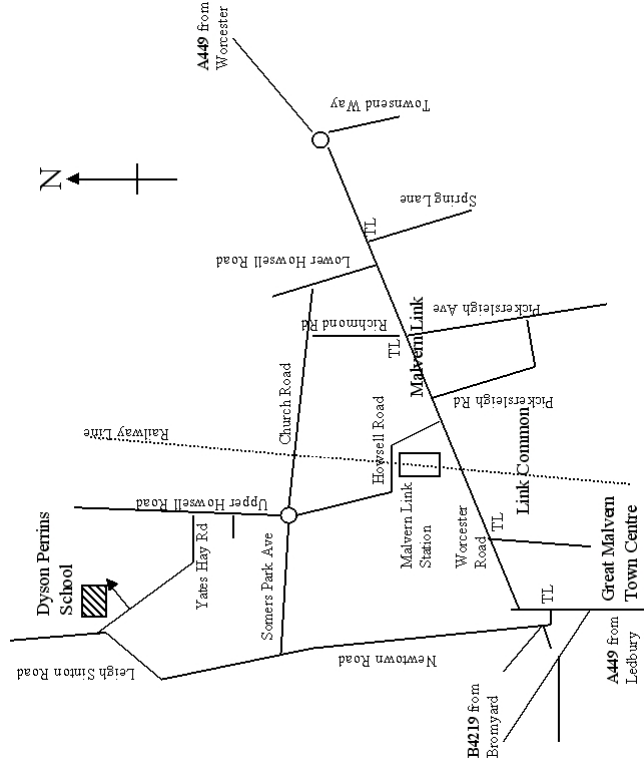 A449 from
Worcester
Townsend Way
N
Spring Lane
TL
Lower Howsell Road
Richmond Rd
Pickersleigh Ave
TL
Malvern Link
Church Road
Railway Line
Howsell Road
Pickersleigh Rd
Upper Howsell Road
Malvern Link
Station
Link Common
Dyson Perrins
School
Yates Hay Rd
Somers Park Ave
Worcester
Road
TL
Great Malvern
Town Centre
TL
Leigh Sinton Road
Newtown Road
A449 from
Ledbury
B4219 from
Bromyard